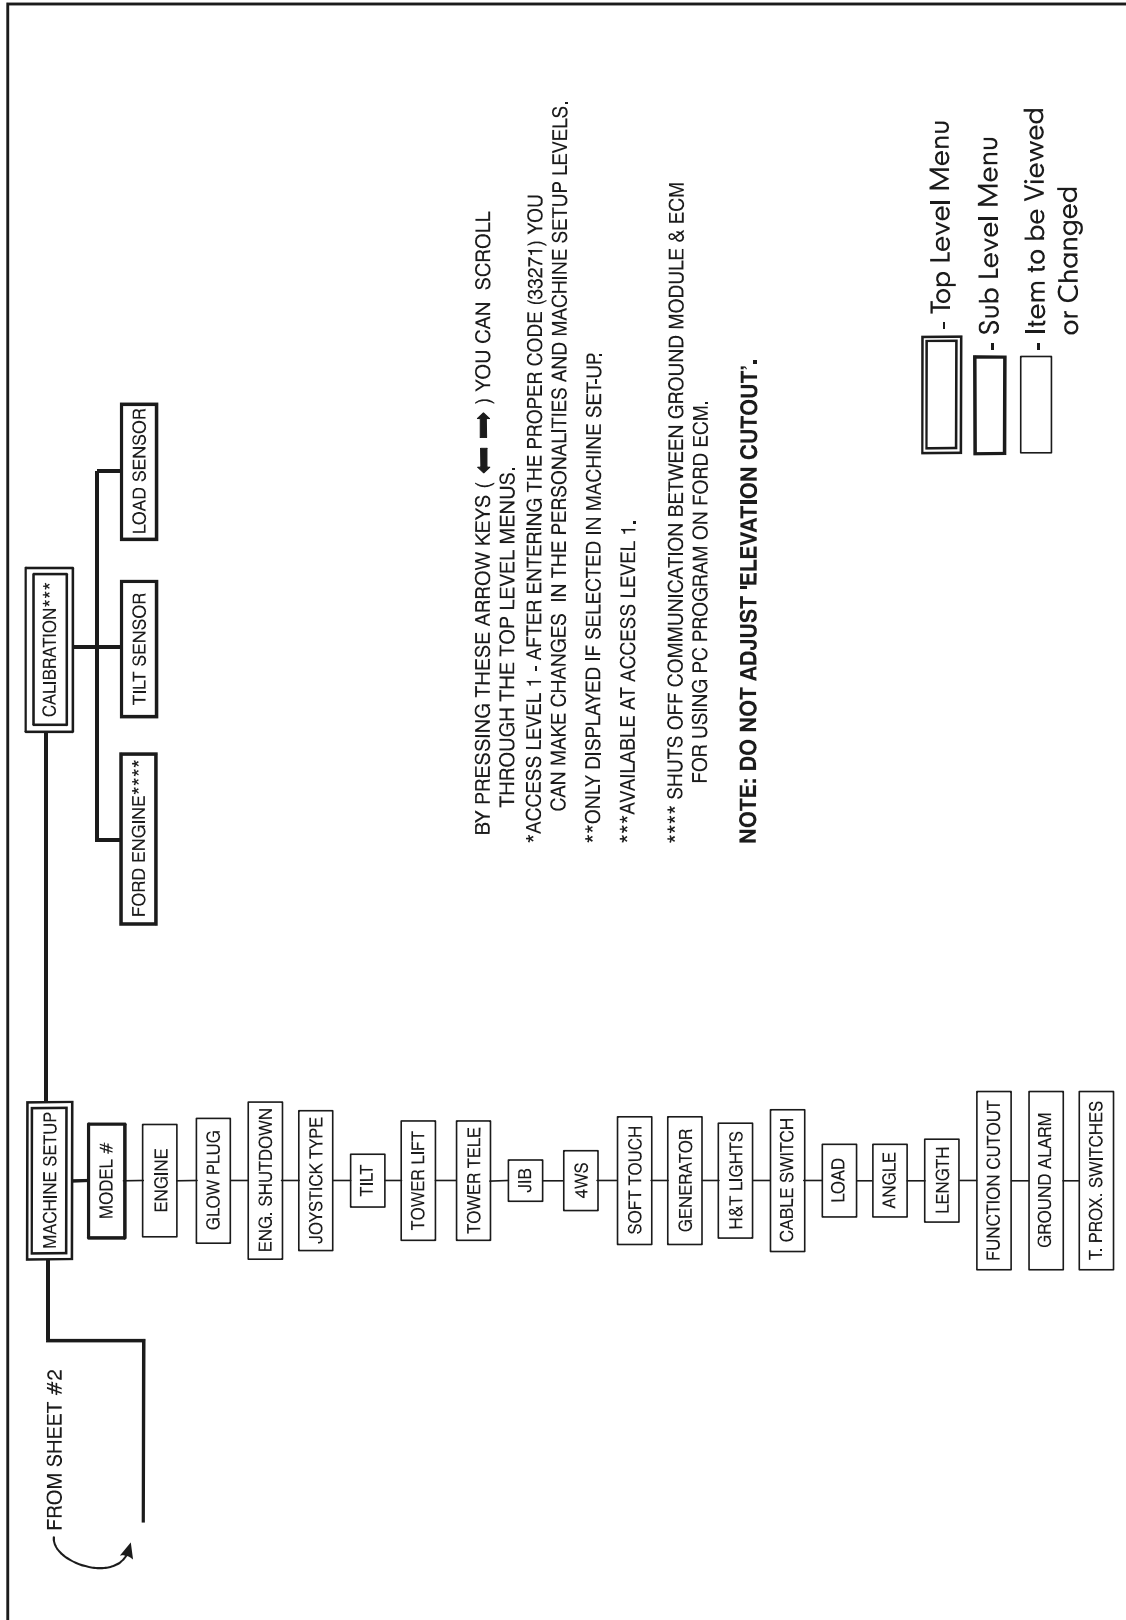 FROM SHEET #2
MACHINE SETUP
MODEL #
ENGINE
GLOW PLUG
ENG. SHUTDOWN
JOYSTICK TYPE
TILT
TOWER LIFT
TOWER TELE
JIB
4WS
SOFT TOUCH
GENERATOR
H&T LIGHTS
CABLE SWITCH
LOAD
ANGLE
LENGTH
FUNCTION CUTOUT
GROUND ALARM
T. PROX. SWITCHES
CALIBRATION***
FORD ENGINE****
TILT SENSOR
LOAD SENSOR
BY PRESSING THESE ARROW KEYS ( ⬅ ➡ ) YOU CAN SCROLL
THROUGH THE TOP LEVEL MENUS.
*ACCESS LEVEL 1 - AFTER ENTERING THE PROPER CODE (33271) YOU
CAN MAKE CHANGES IN THE PERSONALITIES AND MACHINE SETUP LEVELS.
**ONLY DISPLAYED IF SELECTED IN MACHINE SET-UP.
***AVAILABLE AT ACCESS LEVEL 1.
**** SHUTS OFF COMMUNICATION BETWEEN GROUND MODULE & ECM
FOR USING PC PROGRAM ON FORD ECM.
NOTE: DO NOT ADJUST 'ELEVATION CUTOUT'.
- Top Level Menu
- Sub Level Menu
- Item to be Viewed
or Changed